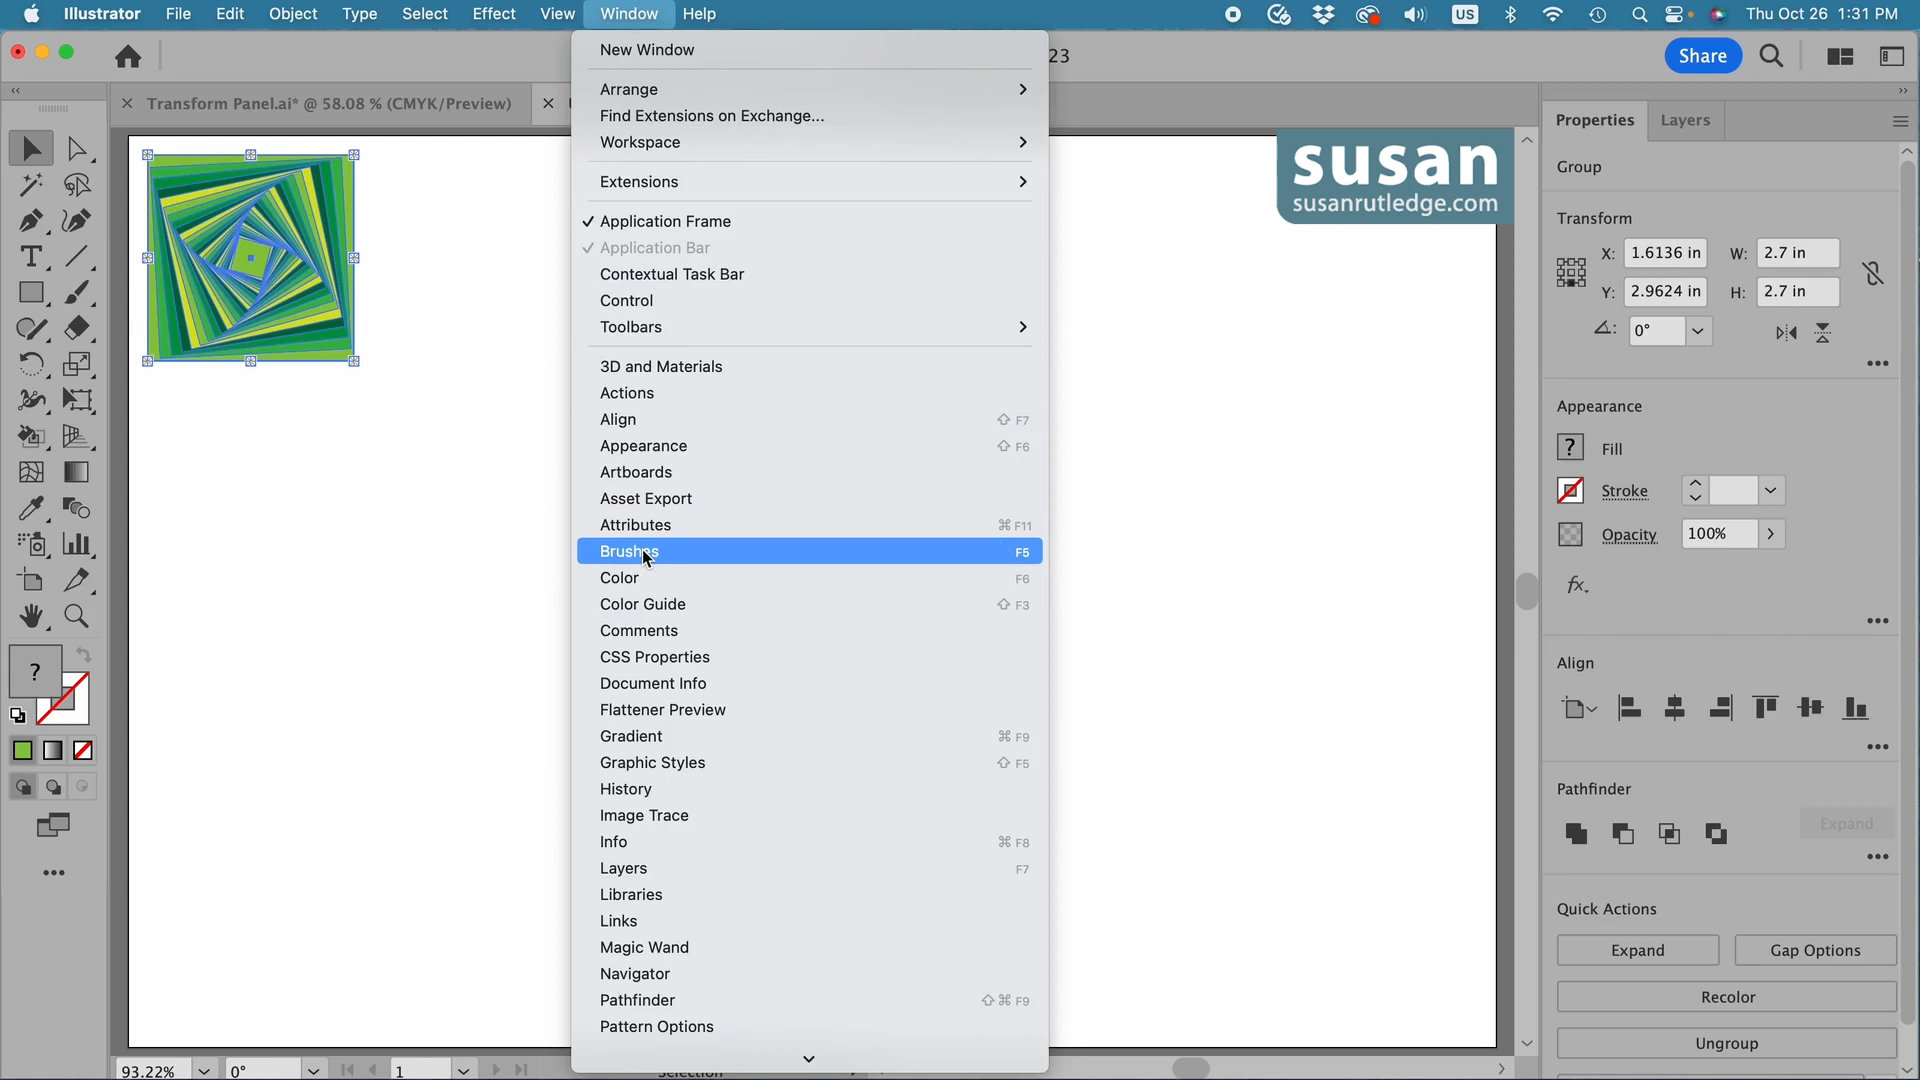 Illustrator File Edit Object Type Select Effect View Window Help US Thu Oct 26 1:31 PM
23 Share
Transform Panel.ai* @ 58.08 % (CMYK/Preview)
New Window
Arrange
Find Extensions on Exchange...
Workspace
Extensions
Application Frame
Application Bar
Contextual Task Bar
Control
Toolbars
3D and Materials
Actions
Align ⇧ F7
Appearance ⇧ F6
Artboards
Asset Export
Attributes ⌘ F11
Brushes F5
Color F6
Color Guide ⇧ F3
Comments
CSS Properties
Document Info
Flattener Preview
Gradient ⌘ F9
Graphic Styles ⇧ F5
History
Image Trace
Info ⌘ F8
Layers F7
Libraries
Links
Magic Wand
Navigator
Pathfinder ⇧ ⌘ F9
Pattern Options
susan
susanrutledge.com
Properties Layers
Group
Transform
X: 1.6136 in W: 2.7 in
Y: 2.9624 in H: 2.7 in
0°
Appearance
? Fill
Stroke
Opacity 100%
fx.
Align
Pathfinder
Expand
Quick Actions
Expand Gap Options
Recolor
Ungroup
?
93.22% 0° 1 Selection